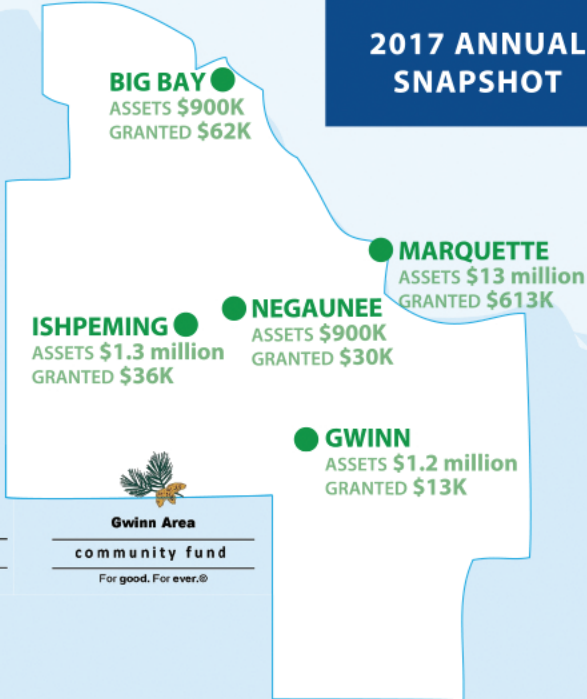 2017 ANNUAL
SNAPSHOT
BIG BAY
ASSETS $900K
GRANTED $62K
MARQUETTE
ASSETS $13 million
GRANTED $613K
NEGAUNEE
ASSETS $900K
GRANTED $30K
ISHPEMING
ASSETS $1.3 million
GRANTED $36K
GWINN
ASSETS $1.2 million
GRANTED $13K
Gwinn Area
community fund
For good. For ever.®